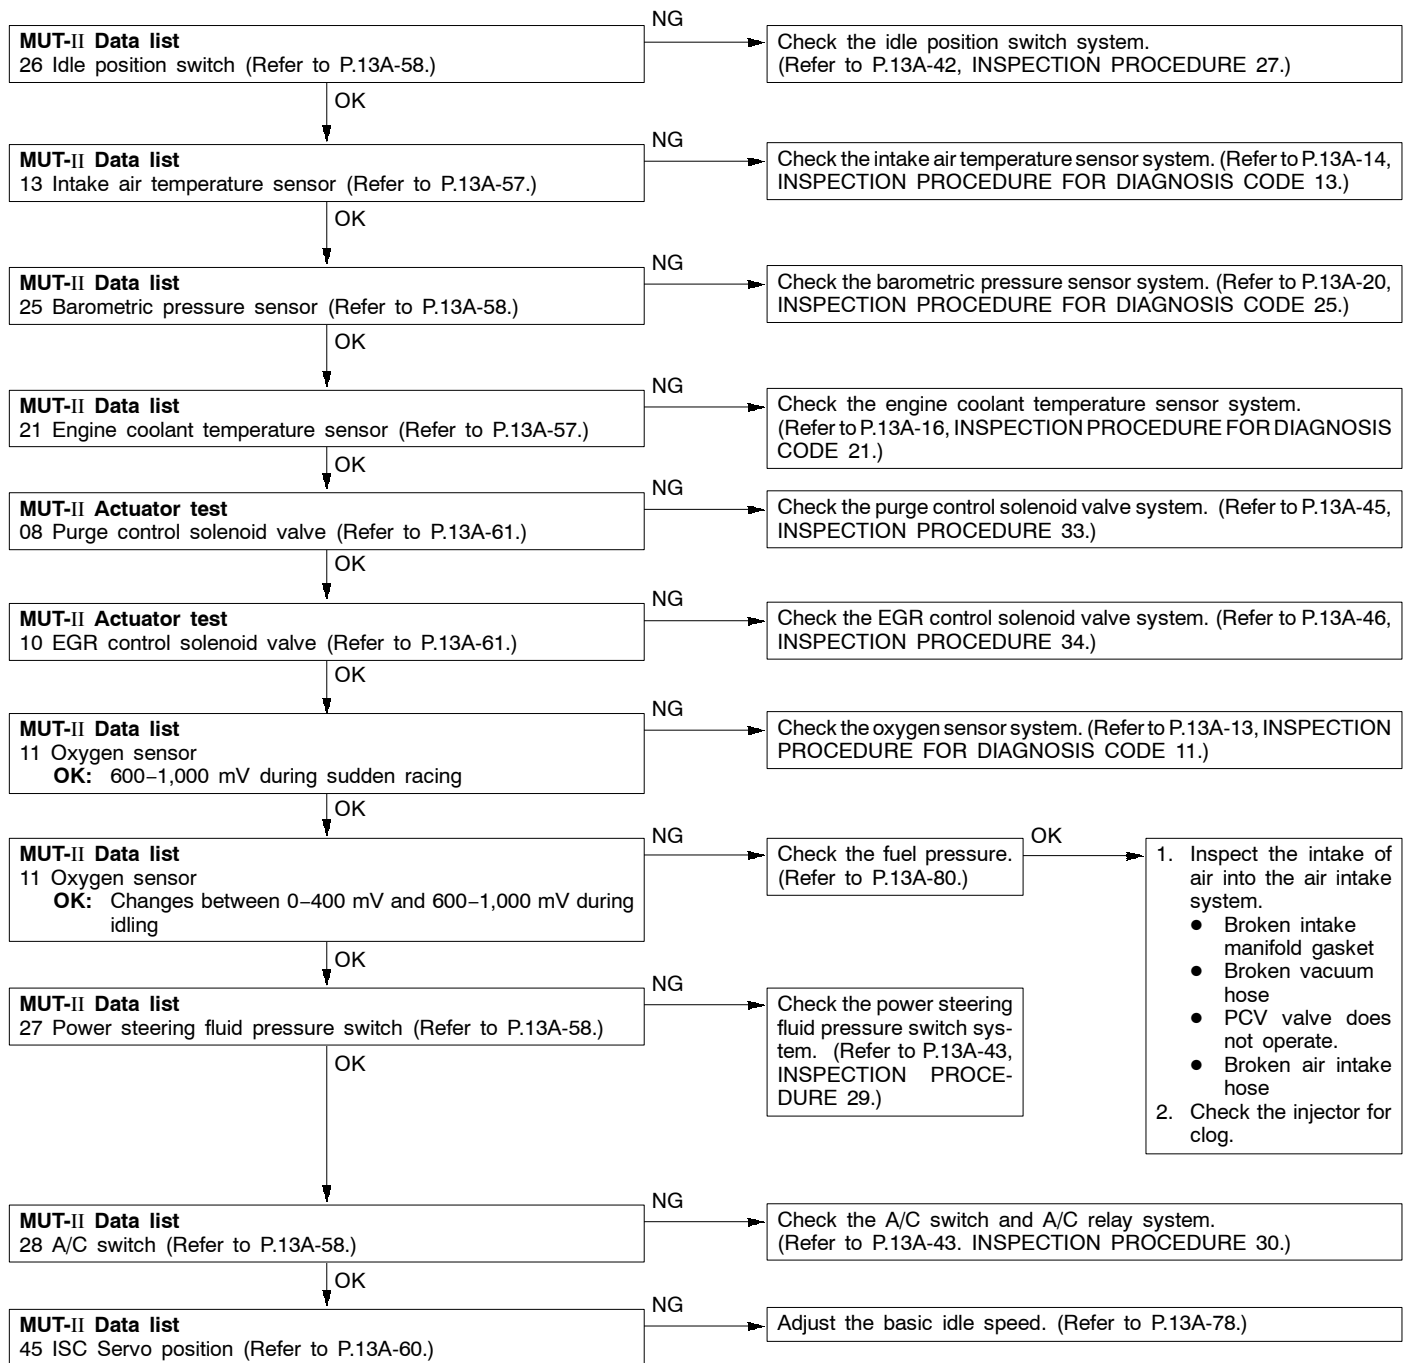 NG
MUT-II Data list
26 Idle position switch (Refer to P.13A-58.)
Check the idle position switch system.
(Refer to P.13A-42, INSPECTION PROCEDURE 27.)
OK
NG
MUT-II Data list
13 Intake air temperature sensor (Refer to P.13A-57.)
Check the intake air temperature sensor system. (Refer to P.13A-14,
INSPECTION PROCEDURE FOR DIAGNOSIS CODE 13.)
OK
NG
MUT-II Data list
25 Barometric pressure sensor (Refer to P.13A-58.)
Check the barometric pressure sensor system. (Refer to P.13A-20,
INSPECTION PROCEDURE FOR DIAGNOSIS CODE 25.)
OK
NG
MUT-II Data list
21 Engine coolant temperature sensor (Refer to P.13A-57.)
Check the engine coolant temperature sensor system.
(Refer to P.13A-16, INSPECTION PROCEDURE FOR DIAGNOSIS
CODE 21.)
OK
NG
MUT-II Actuator test
08 Purge control solenoid valve (Refer to P.13A-61.)
Check the purge control solenoid valve system. (Refer to P.13A-45,
INSPECTION PROCEDURE 33.)
OK
NG
MUT-II Actuator test
10 EGR control solenoid valve (Refer to P.13A-61.)
Check the EGR control solenoid valve system. (Refer to P.13A-46,
INSPECTION PROCEDURE 34.)
OK
NG
MUT-II Data list
11 Oxygen sensor
OK: 600–1,000 mV during sudden racing
Check the oxygen sensor system. (Refer to P.13A-13, INSPECTION
PROCEDURE FOR DIAGNOSIS CODE 11.)
OK
NG
MUT-II Data list
11 Oxygen sensor
OK: Changes between 0–400 mV and 600–1,000 mV during
idling
Check the fuel pressure.
(Refer to P.13A-80.)
OK
1. Inspect the intake of
air into the air intake
system.
● Broken intake
manifold gasket
● Broken vacuum
hose
● PCV valve does
not operate.
● Broken air intake
hose
2. Check the injector for
clog.
OK
NG
MUT-II Data list
27 Power steering fluid pressure switch (Refer to P.13A-58.)
Check the power steering
fluid pressure switch sys-
tem. (Refer to P.13A-43,
INSPECTION PROCE-
DURE 29.)
OK
NG
MUT-II Data list
28 A/C switch (Refer to P.13A-58.)
Check the A/C switch and A/C relay system.
(Refer to P.13A-43. INSPECTION PROCEDURE 30.)
OK
NG
MUT-II Data list
45 ISC Servo position (Refer to P.13A-60.)
Adjust the basic idle speed. (Refer to P.13A-78.)